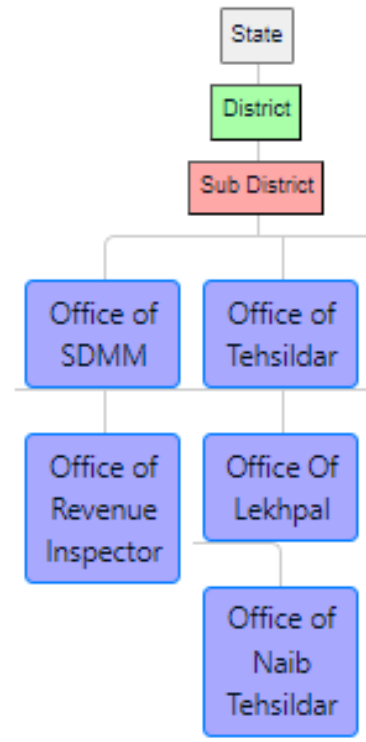 State
District
Sub District
Office of
SDMM
Office of
Tehsildar
Office of
Revenue
Inspector
Office Of
Lekhpal
Office of
Naib
Tehsildar